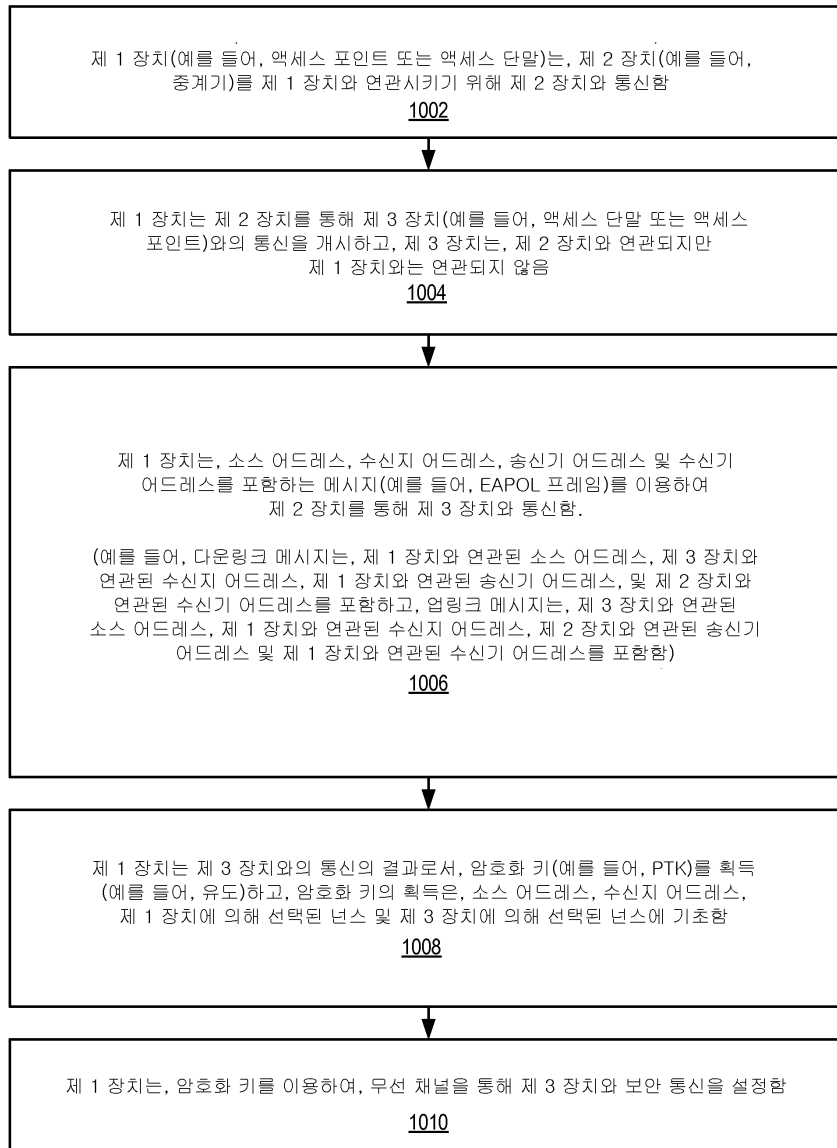 제 1 장치(예를 들어, 액세스 포인트 또는 액세스 단말)는, 제 2 장치(예를 들어,
중계기)를 제 1 장치와 연관시키기 위해 제 2 장치와 통신함
1002
제 1 장치는 제 2 장치를 통해 제 3 장치(예를 들어, 액세스 단말 또는 액세스
포인트)와의 통신을 개시하고, 제 3 장치는, 제 2 장치와 연관되지만
제 1 장치와는 연관되지 않음
1004
제 1 장치는, 소스 어드레스, 수신지 어드레스, 송신기 어드레스 및 수신기
어드레스를 포함하는 메시지(예를 들어, EAPOL 프레임)를 이용하여
제 2 장치를 통해 제 3 장치와 통신함.
(예를 들어, 다운링크 메시지는, 제 1 장치와 연관된 소스 어드레스, 제 3 장치와
연관된 수신지 어드레스, 제 1 장치와 연관된 송신기 어드레스, 및 제 2 장치와
연관된 수신기 어드레스를 포함하고, 업링크 메시지는, 제 3 장치와 연관된
소스 어드레스, 제 1 장치와 연관된 수신지 어드레스, 제 2 장치와 연관된 송신기
어드레스 및 제 1 장치와 연관된 수신기 어드레스를 포함함)
1006
제 1 장치는 제 3 장치와의 통신의 결과로서, 암호화 키(예를 들어, PTK)를 획득
(예를 들어, 유도)하고, 암호화 키의 획득은, 소스 어드레스, 수신지 어드레스,
제 1 장치에 의해 선택된 넌스 및 제 3 장치에 의해 선택된 넌스에 기초함
1008
제 1 장치는, 암호화 키를 이용하여, 무선 채널을 통해 제 3 장치와 보안 통신을 설정함
1010